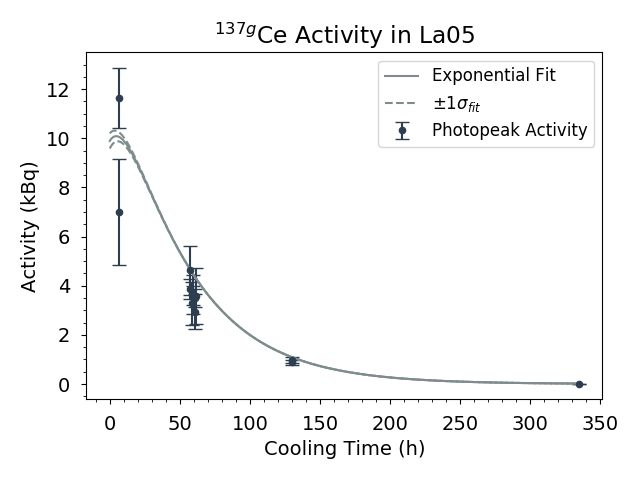 ¹³⁷ᵍCe Activity in La05
Exponential Fit
±1σ_fit
Photopeak Activity
Activity (kBq)
12
10
8
6
4
2
0
0 50 100 150 200 250 300 350
Cooling Time (h)